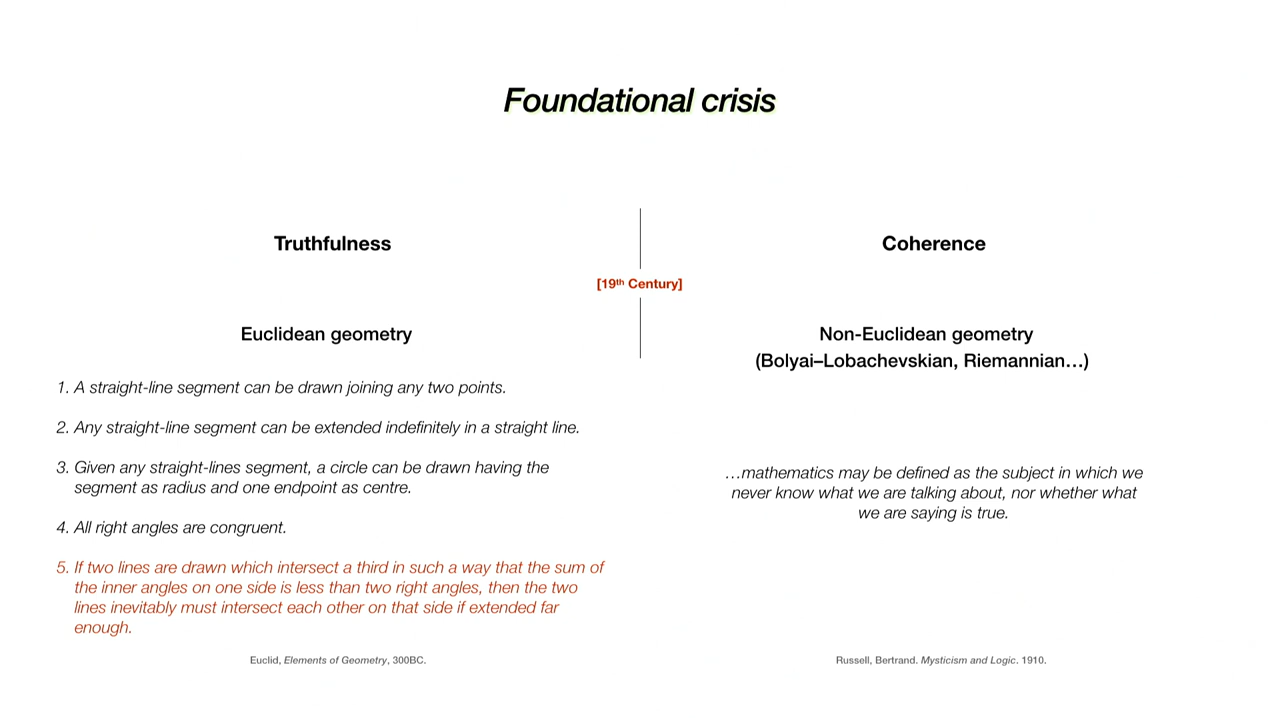 Foundational crisis
Truthfulness
Coherence
[19th Century]
Euclidean geometry
Non-Euclidean geometry
(Bolyai–Lobachevskian, Riemannian…)
1. A straight-line segment can be drawn joining any two points.
2. Any straight-line segment can be extended indefinitely in a straight line.
3. Given any straight-lines segment, a circle can be drawn having the
segment as radius and one endpoint as centre.
4. All right angles are congruent.
5. If two lines are drawn which intersect a third in such a way that the sum of
the inner angles on one side is less than two right angles, then the two
lines inevitably must intersect each other on that side if extended far
enough.
Euclid, Elements of Geometry, 300BC.
…mathematics may be defined as the subject in which we
never know what we are talking about, nor whether what
we are saying is true.
Russell, Bertrand. Mysticism and Logic. 1910.